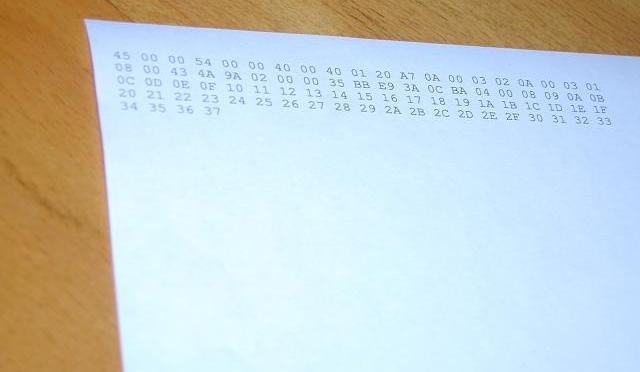 45 00 00 54 00 00 40 00 40 01 20 A7 0A 00 03 02 0A 00 03 01
08 00 43 4A 9A 02 00 00 35 BB E9 3A 0C BA 04 00 08 09 0A 0B
0C 0D 0E 0F 10 11 12 13 14 15 16 17 18 19 1A 1B 1C 1D 1E 1F
20 21 22 23 24 25 26 27 28 29 2A 2B 2C 2D 2E 2F 30 31 32 33
34 35 36 37